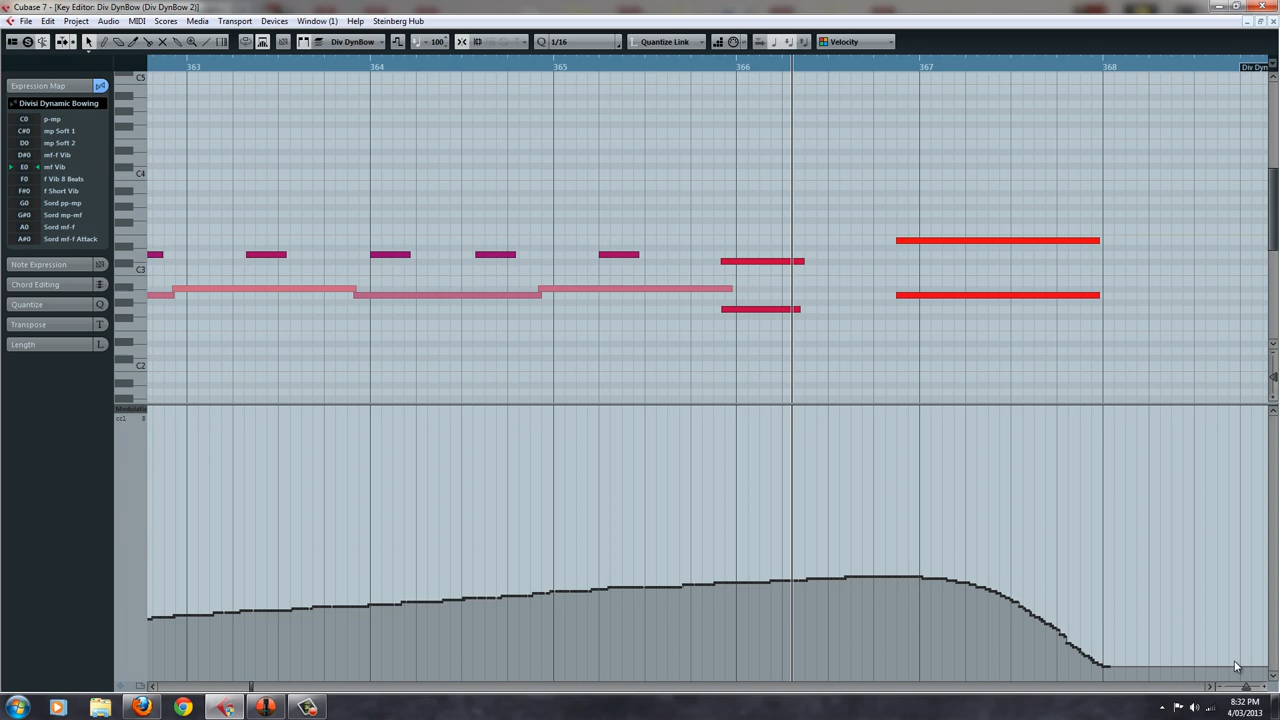 Cubase 7 - [Key Editor: Div DynBow (Div DynBow 2)]
File Edit Project Audio MIDI Scores Media Transport Devices Window (1) Help Steinberg Hub
Div DynBow 100 1/16 Quantize Link Velocity
363 364 365 366 367 368 Div Dyn
Expression Map
Divisi Dynamic Bowing
C0 p-mp
C#0 mp Soft 1
D0 mp Soft 2
D#0 mf-f Vib
E0 mf Vib
F0 f Vib 8 Beats
F#0 f Short Vib
G0 Sord pp-mp
G#0 Sord mp-mf
A0 Sord mf-f
A#0 Sord mf-f Attack
Note Expression
Chord Editing
Quantize Q
Transpose T
Length L
C5
C4
C3
C2
Modulatic
cc1 8
8:32 PM
4/03/2013